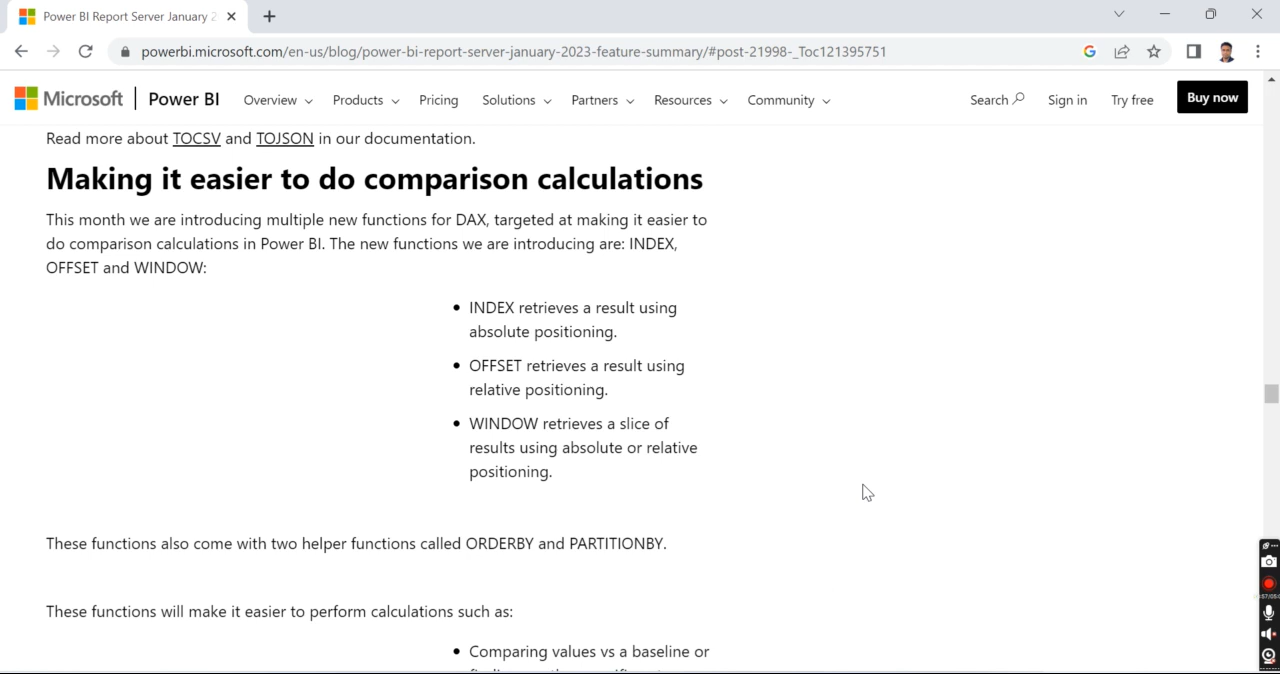 Power BI Report Server January 2
powerbi.microsoft.com/en-us/blog/power-bi-report-server-january-2023-feature-summary/#post-21998-_Toc121395751
Microsoft Power BI Overview Products Pricing Solutions Partners Resources Community Search Sign in Try free Buy now
Read more about TOCSV and TOJSON in our documentation.
Making it easier to do comparison calculations
This month we are introducing multiple new functions for DAX, targeted at making it easier to
do comparison calculations in Power BI. The new functions we are introducing are: INDEX,
OFFSET and WINDOW:
• INDEX retrieves a result using
absolute positioning.
• OFFSET retrieves a result using
relative positioning.
• WINDOW retrieves a slice of
results using absolute or relative
positioning.
These functions also come with two helper functions called ORDERBY and PARTITIONBY.
These functions will make it easier to perform calculations such as:
• Comparing values vs a baseline or